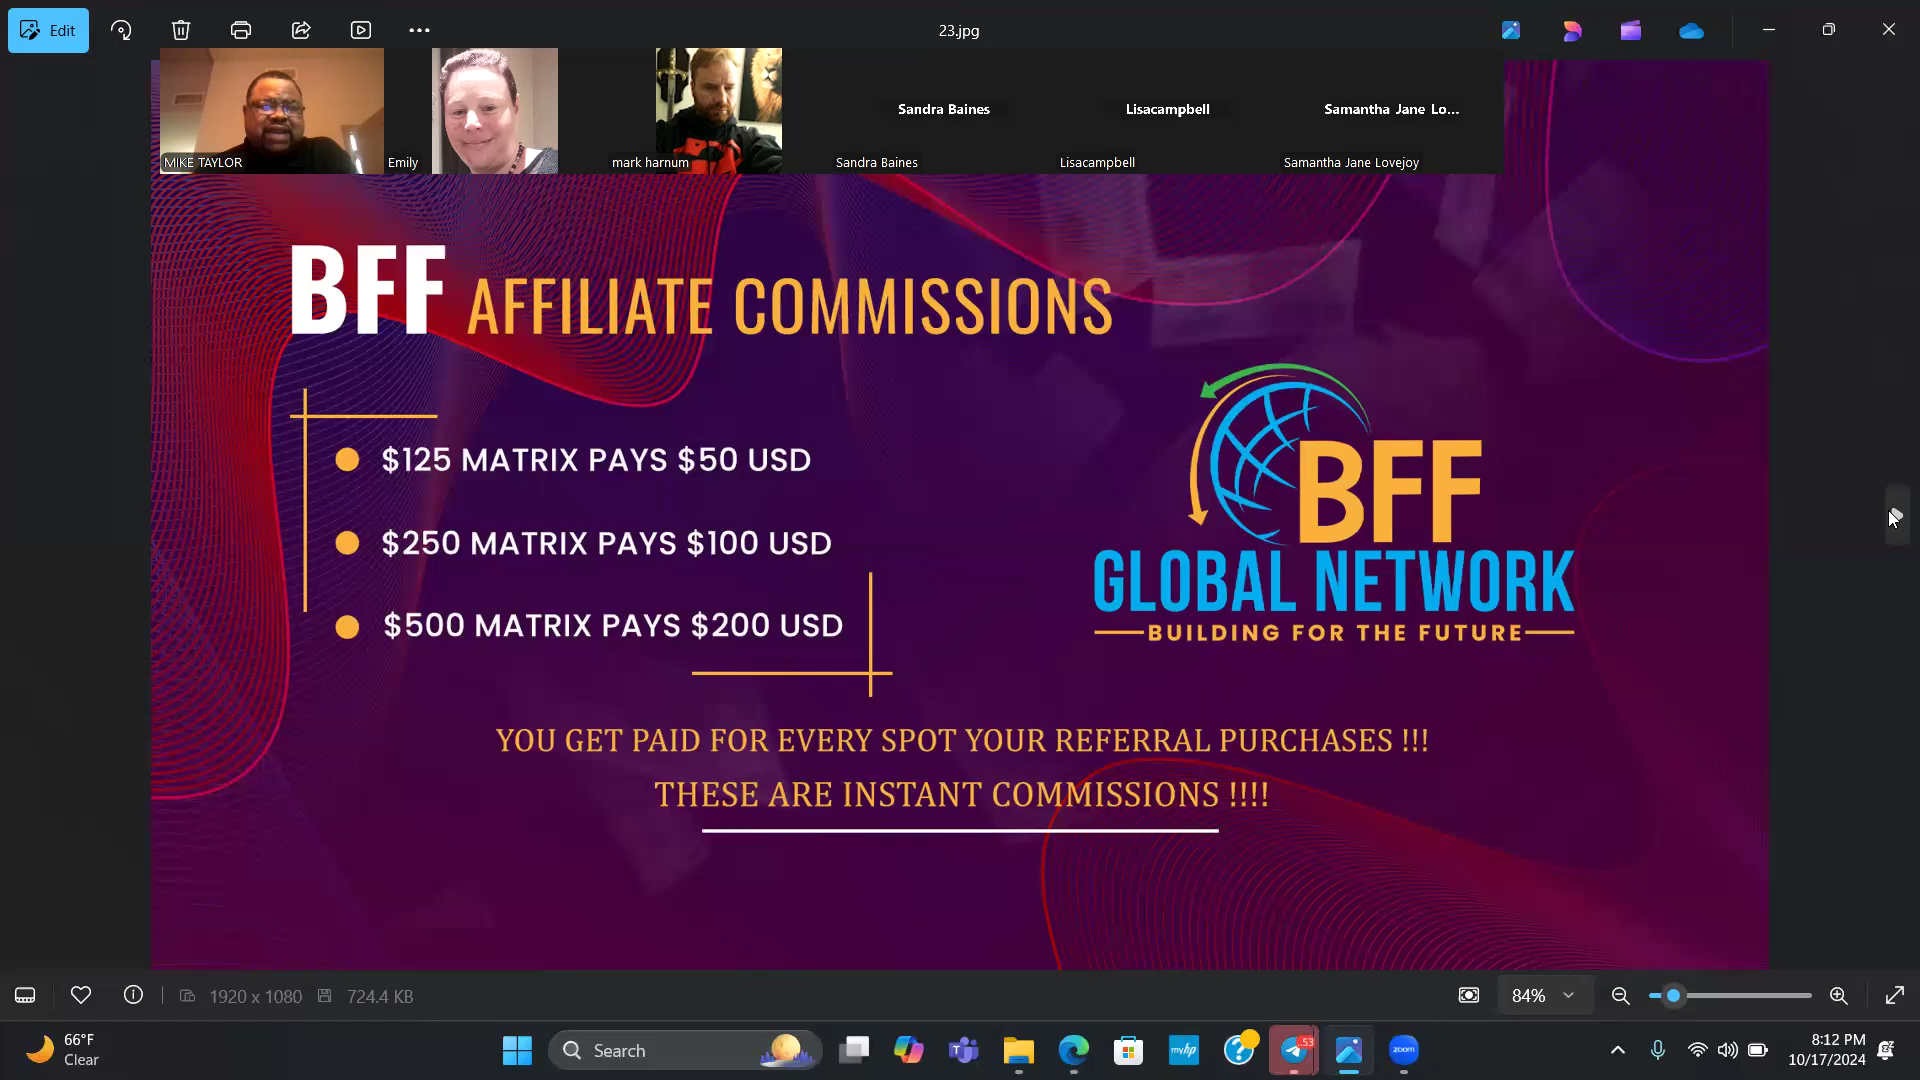 Edit
23.jpg
MIKE TAYLOR
Emily
mark harnum
Sandra Baines
Sandra Baines
Lisacampbell
Lisacampbell
Samantha Jane Lo...
Samantha Jane Lovejoy
BFF AFFILIATE COMMISSIONS
$125 MATRIX PAYS $50 USD
$250 MATRIX PAYS $100 USD
$500 MATRIX PAYS $200 USD
BFF
GLOBAL NETWORK
BUILDING FOR THE FUTURE
YOU GET PAID FOR EVERY SPOT YOUR REFERRAL PURCHASES !!!
THESE ARE INSTANT COMMISSIONS !!!!
1920 x 1080
724.4 KB
84%
66°F
Clear
Search
myhp
53
zoom
8:12 PM
10/17/2024